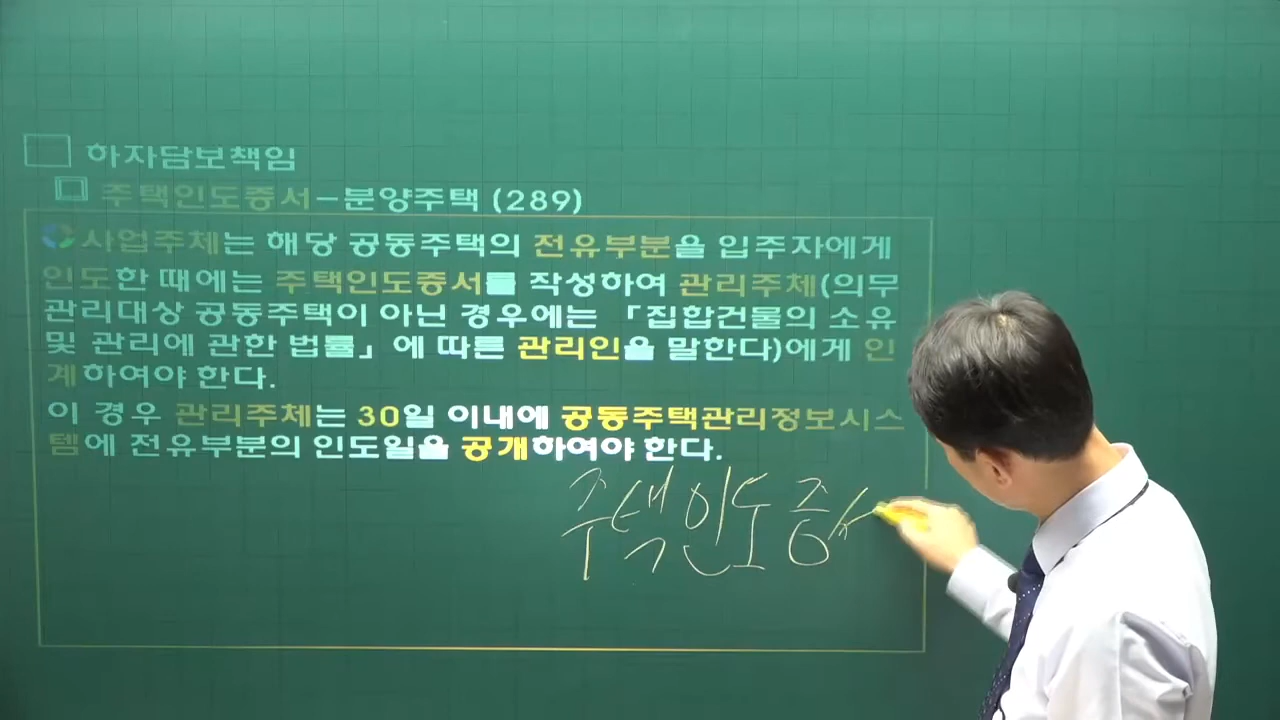 하자담보책임
주택인도증서-분양주택 (289)
사업주체는 해당 공동주택의 전유부분을 입주자에게
인도한 때에는 주택인도증서를 작성하여 관리주체(의무
관리대상 공동주택이 아닌 경우에는 「집합건물의 소유
및 관리에 관한 법률」에 따른 관리인을 말한다)에게 인
계하여야 한다.
이 경우 관리주체는 30일 이내에 공동주택관리정보시스
템에 전유부분의 인도일을 공개하여야 한다.
주택인도증